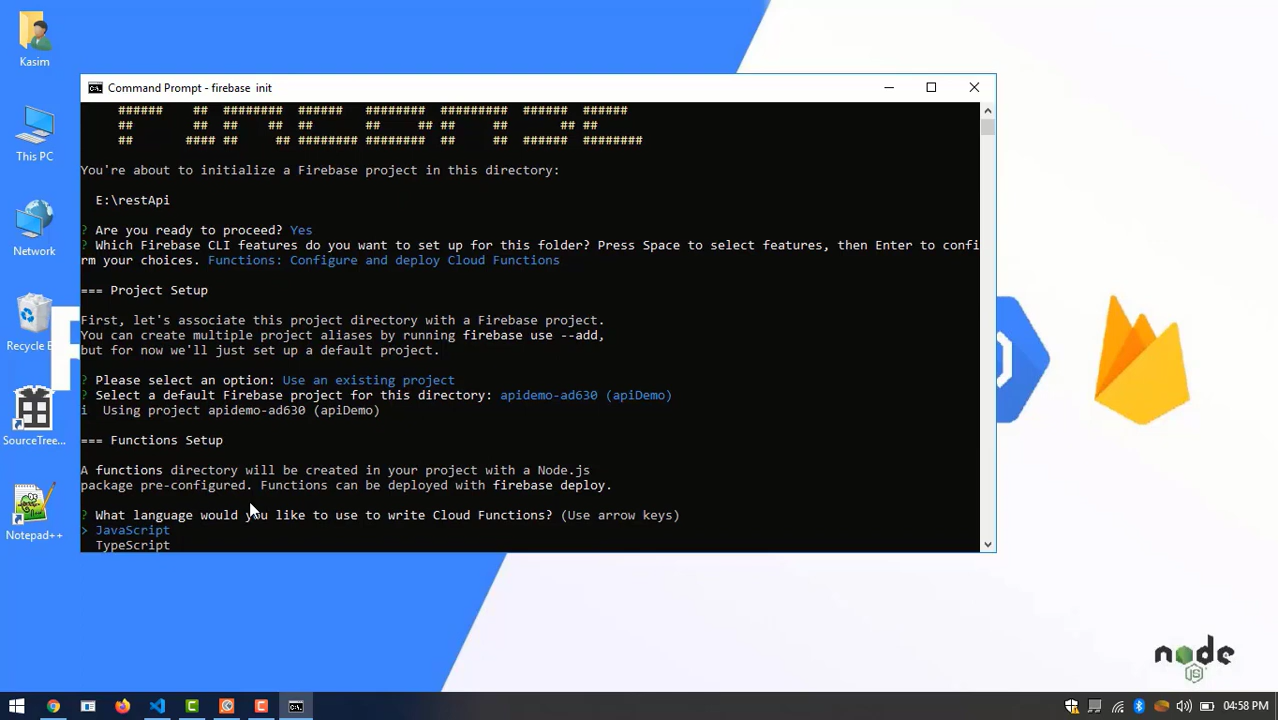 Kasim
This PC
Network
Recycle B
SourceTree...
Notepad++
Command Prompt - firebase init
You're about to initialize a Firebase project in this directory:
E:\restApi
? Are you ready to proceed? Yes
? Which Firebase CLI features do you want to set up for this folder? Press Space to select features, then Enter to confi
rm your choices. Functions: Configure and deploy Cloud Functions
=== Project Setup
First, let's associate this project directory with a Firebase project.
You can create multiple project aliases by running firebase use --add,
but for now we'll just set up a default project.
? Please select an option: Use an existing project
? Select a default Firebase project for this directory: apidemo-ad630 (apiDemo)
i  Using project apidemo-ad630 (apiDemo)
=== Functions Setup
A functions directory will be created in your project with a Node.js
package pre-configured. Functions can be deployed with firebase deploy.
? What language would you like to use to write Cloud Functions? (Use arrow keys)
> JavaScript
TypeScript
node
JS
04:58 PM